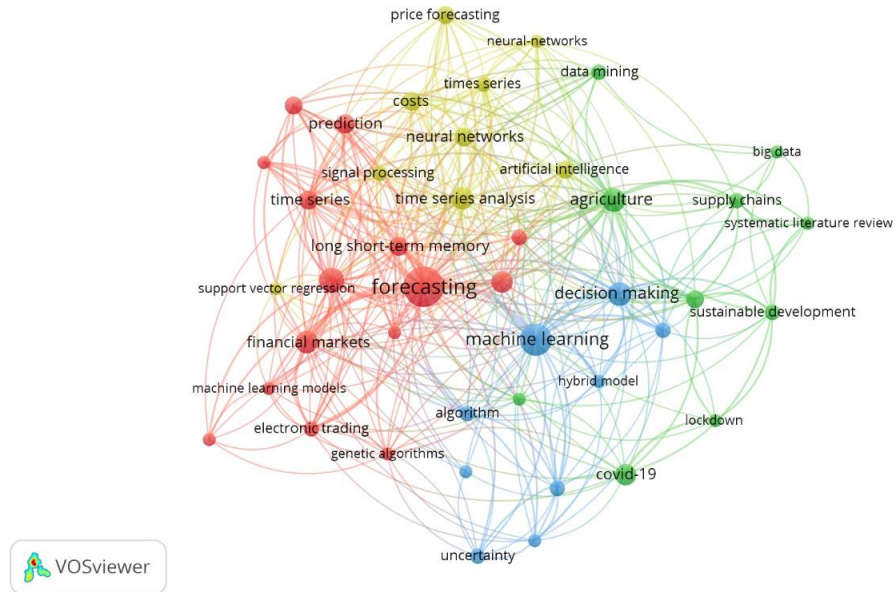 price forecasting
neural-networks
data mining
times series
costs
prediction
neural networks
big data
signal processing
artificial intelligence
time series
time series analysis
agriculture
supply chains
systematic literature review
long short-term memory
support vector regression
forecasting
decision making
sustainable development
financial markets
machine learning
machine learning models
hybrid model
algorithm
electronic trading
lockdown
genetic algorithms
covid-19
uncertainty
VOSviewer